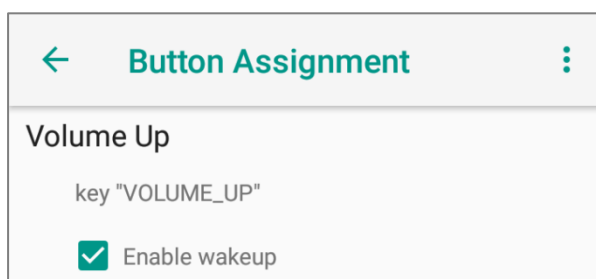 Button Assignment
Volume Up
key "VOLUME_UP"
Enable wakeup